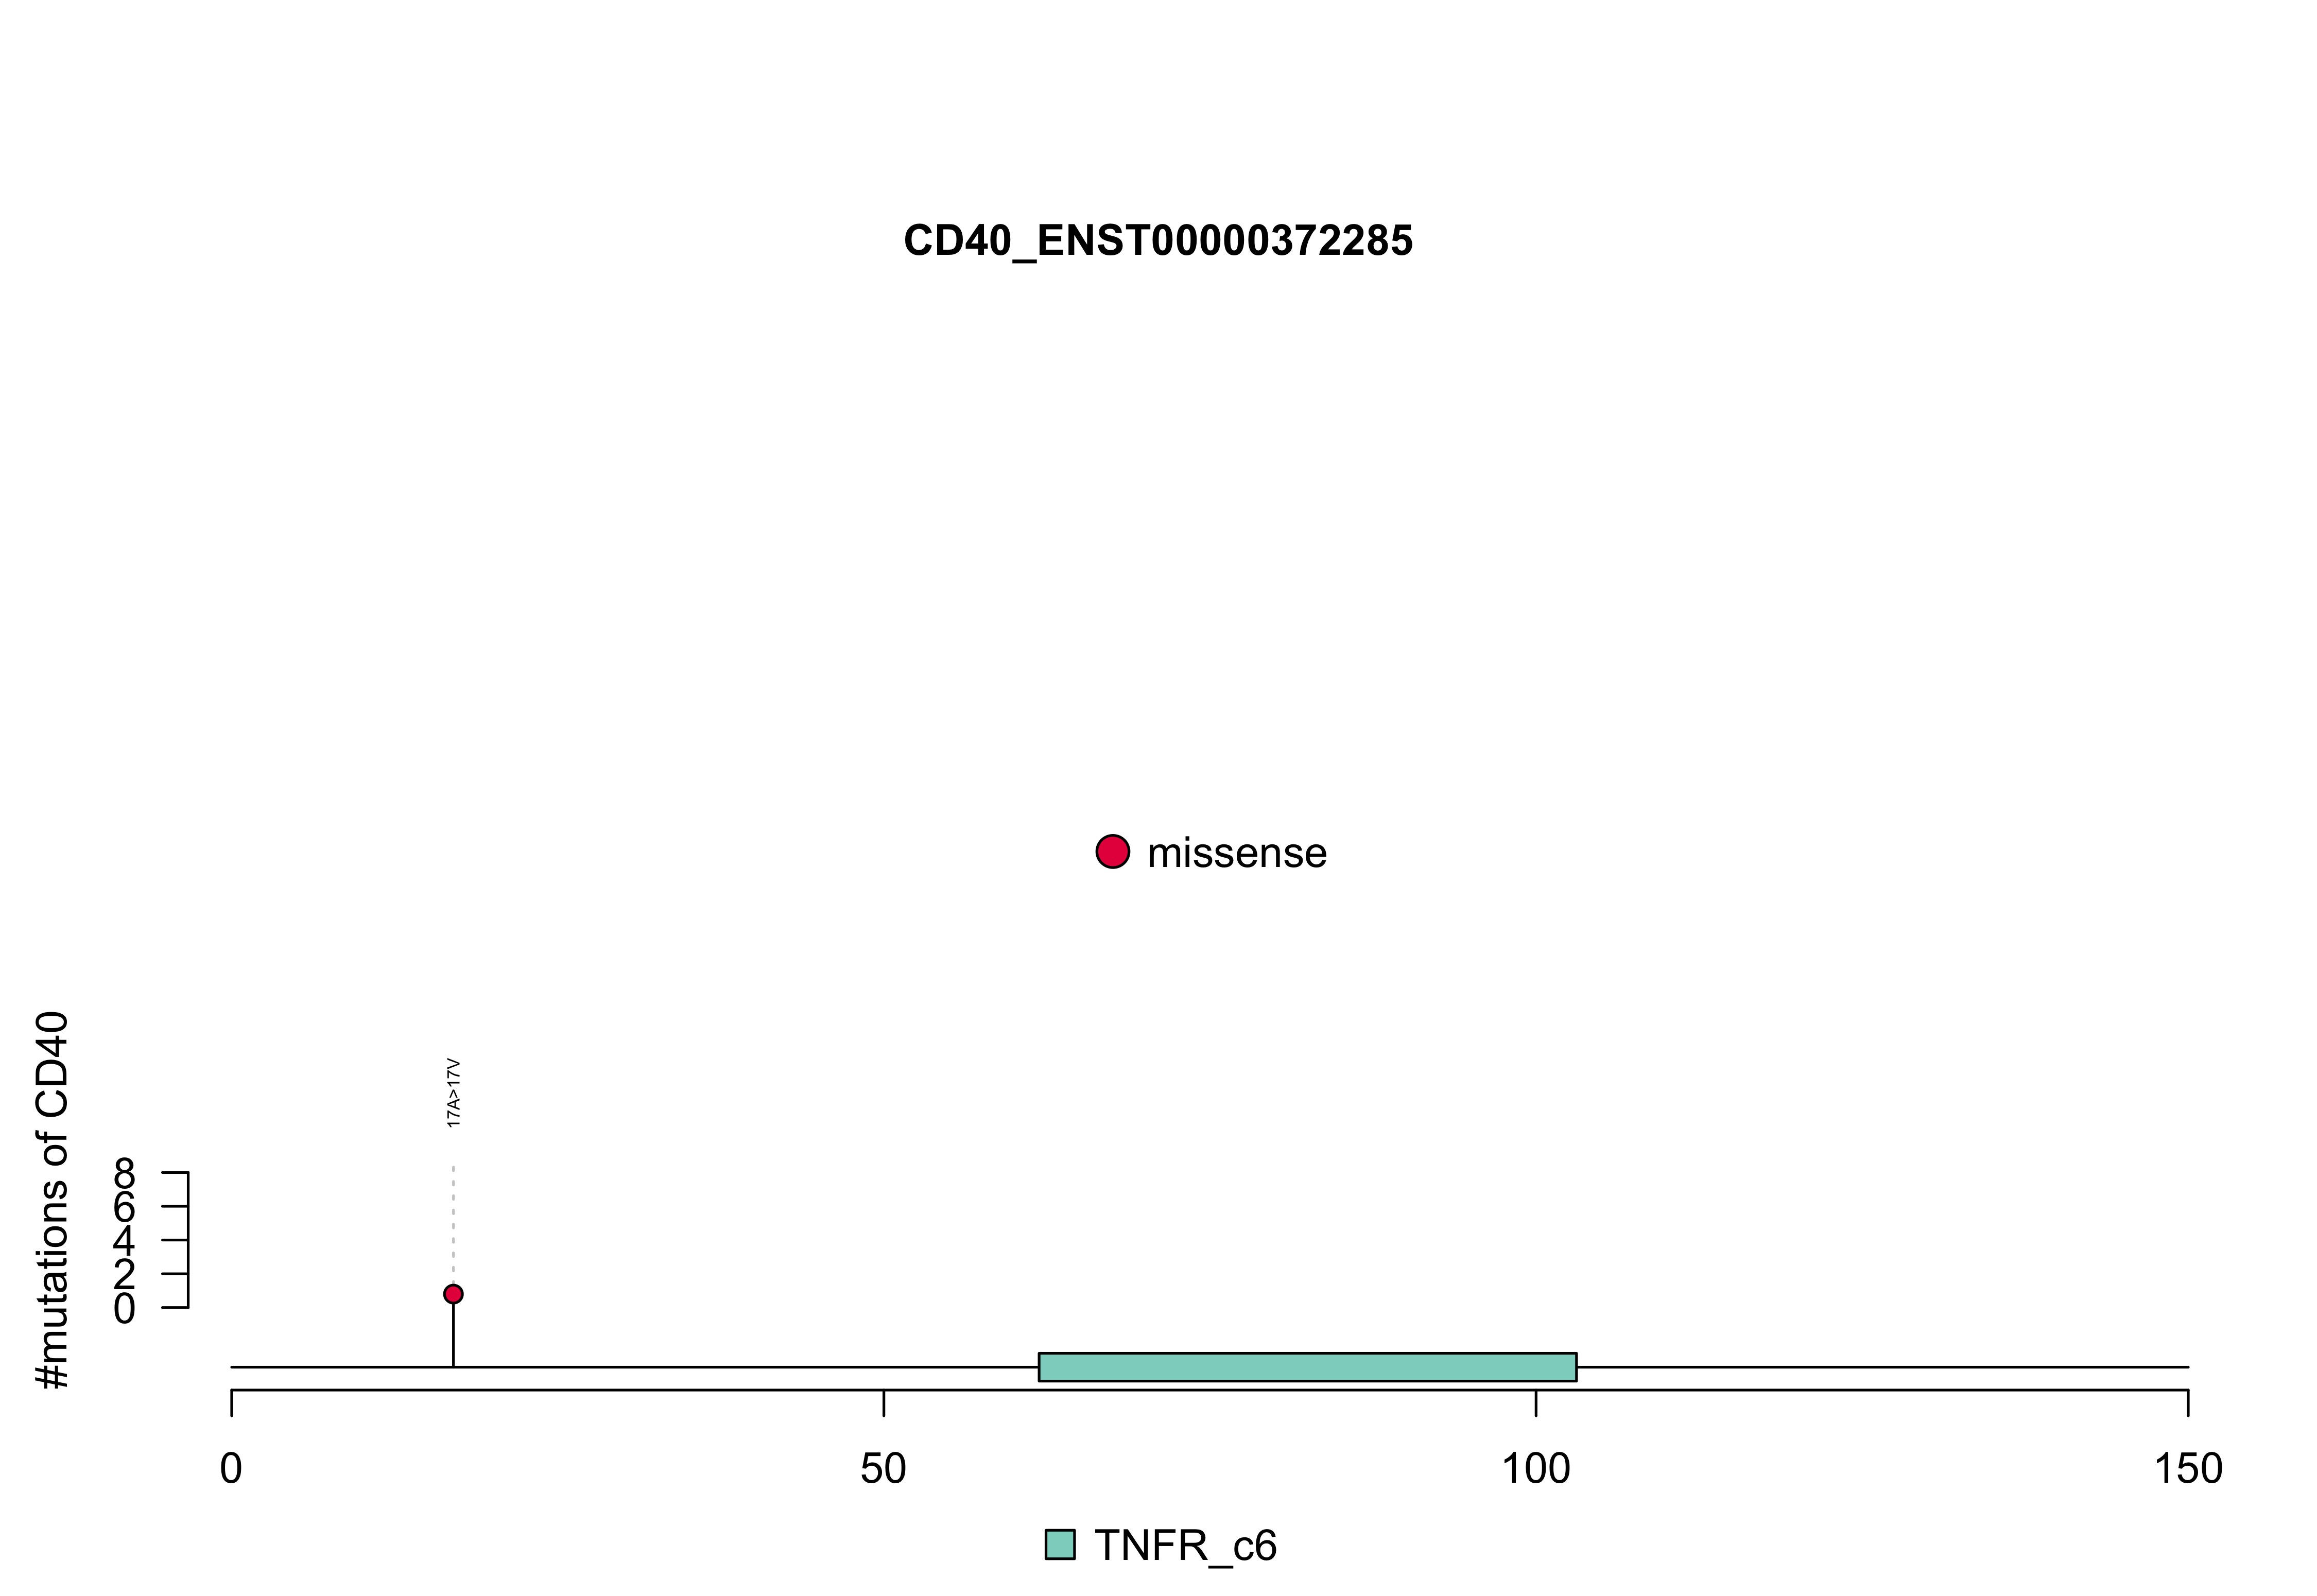 CD40_ENST00000372285
missense
#mutations of CD40
17A>17V
8
6
4
2
0
0 50 100 150
TNFR_c6